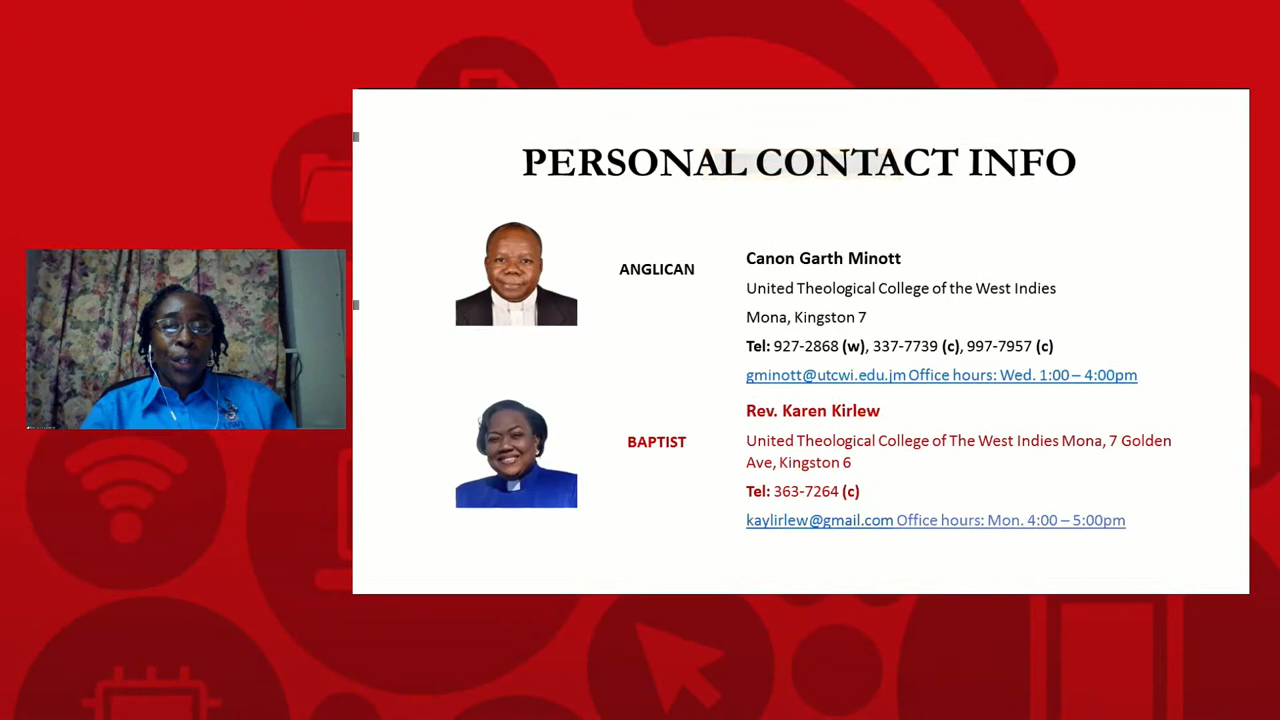 PERSONAL CONTACT INFO
ANGLICAN
Canon Garth Minott
United Theological College of the West Indies
Mona, Kingston 7
Tel: 927-2868 (w), 337-7739 (c), 997-7957 (c)
gminott@utcwi.edu.jm Office hours: Wed. 1:00 – 4:00pm
BAPTIST
Rev. Karen Kirlew
United Theological College of The West Indies Mona, 7 Golden
Ave, Kingston 6
Tel: 363-7264 (c)
kaylirlew@gmail.com Office hours: Mon. 4:00 – 5:00pm